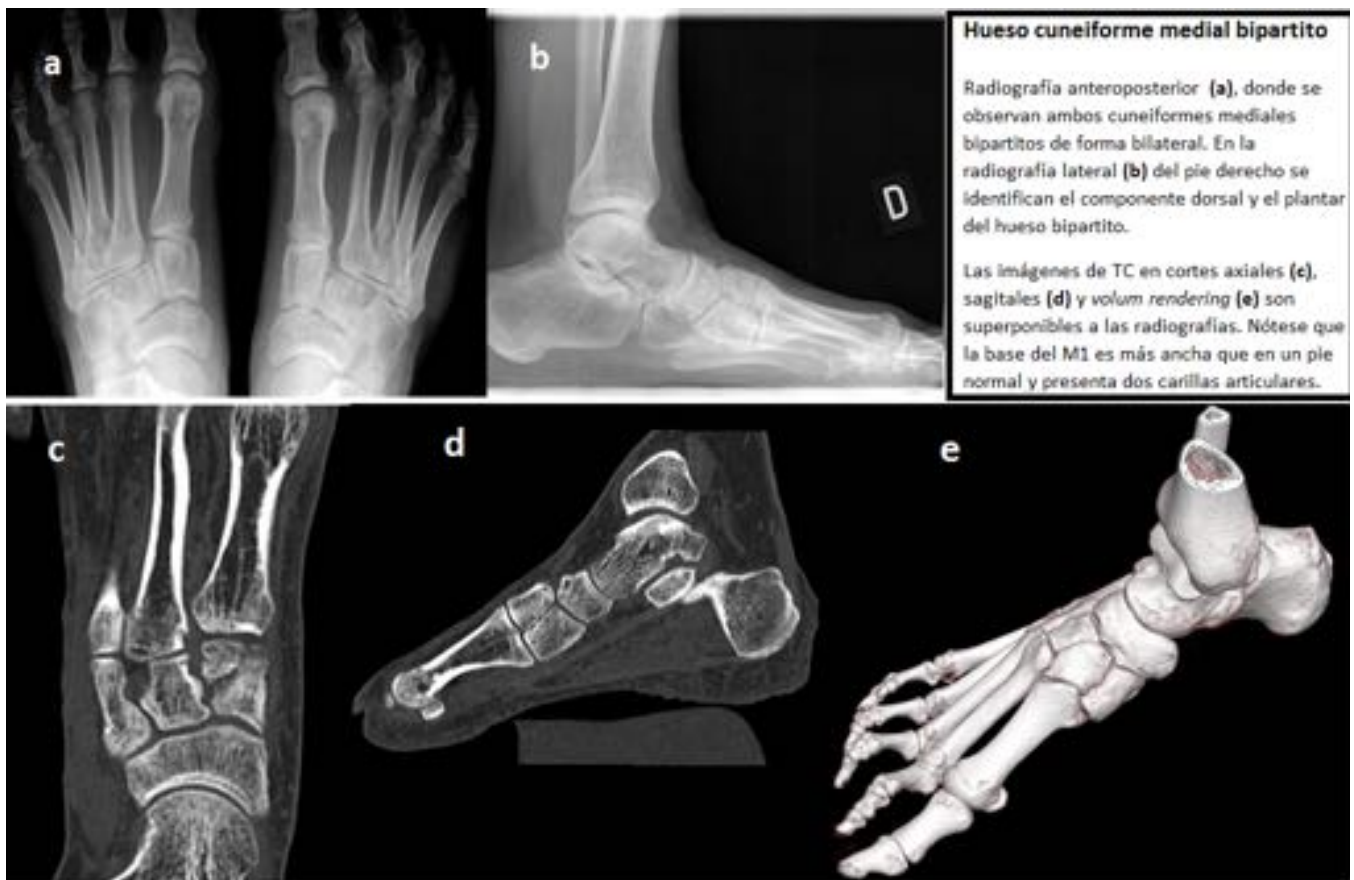 a
b
D
Hueso cuneiforme medial bipartito
Radiografía anteroposterior (a), donde se
observan ambos cuneiformes mediales
bipartitos de forma bilateral. En la
radiografía lateral (b) del pie derecho se
identifican el componente dorsal y el plantar
del hueso bipartito.
Las imágenes de TC en cortes axiales (c),
sagitales (d) y volum rendering (e) son
superponibles a las radiografías. Nótese que
la base del M1 es más ancha que en un pie
normal y presenta dos carillas articulares.
c
d
e